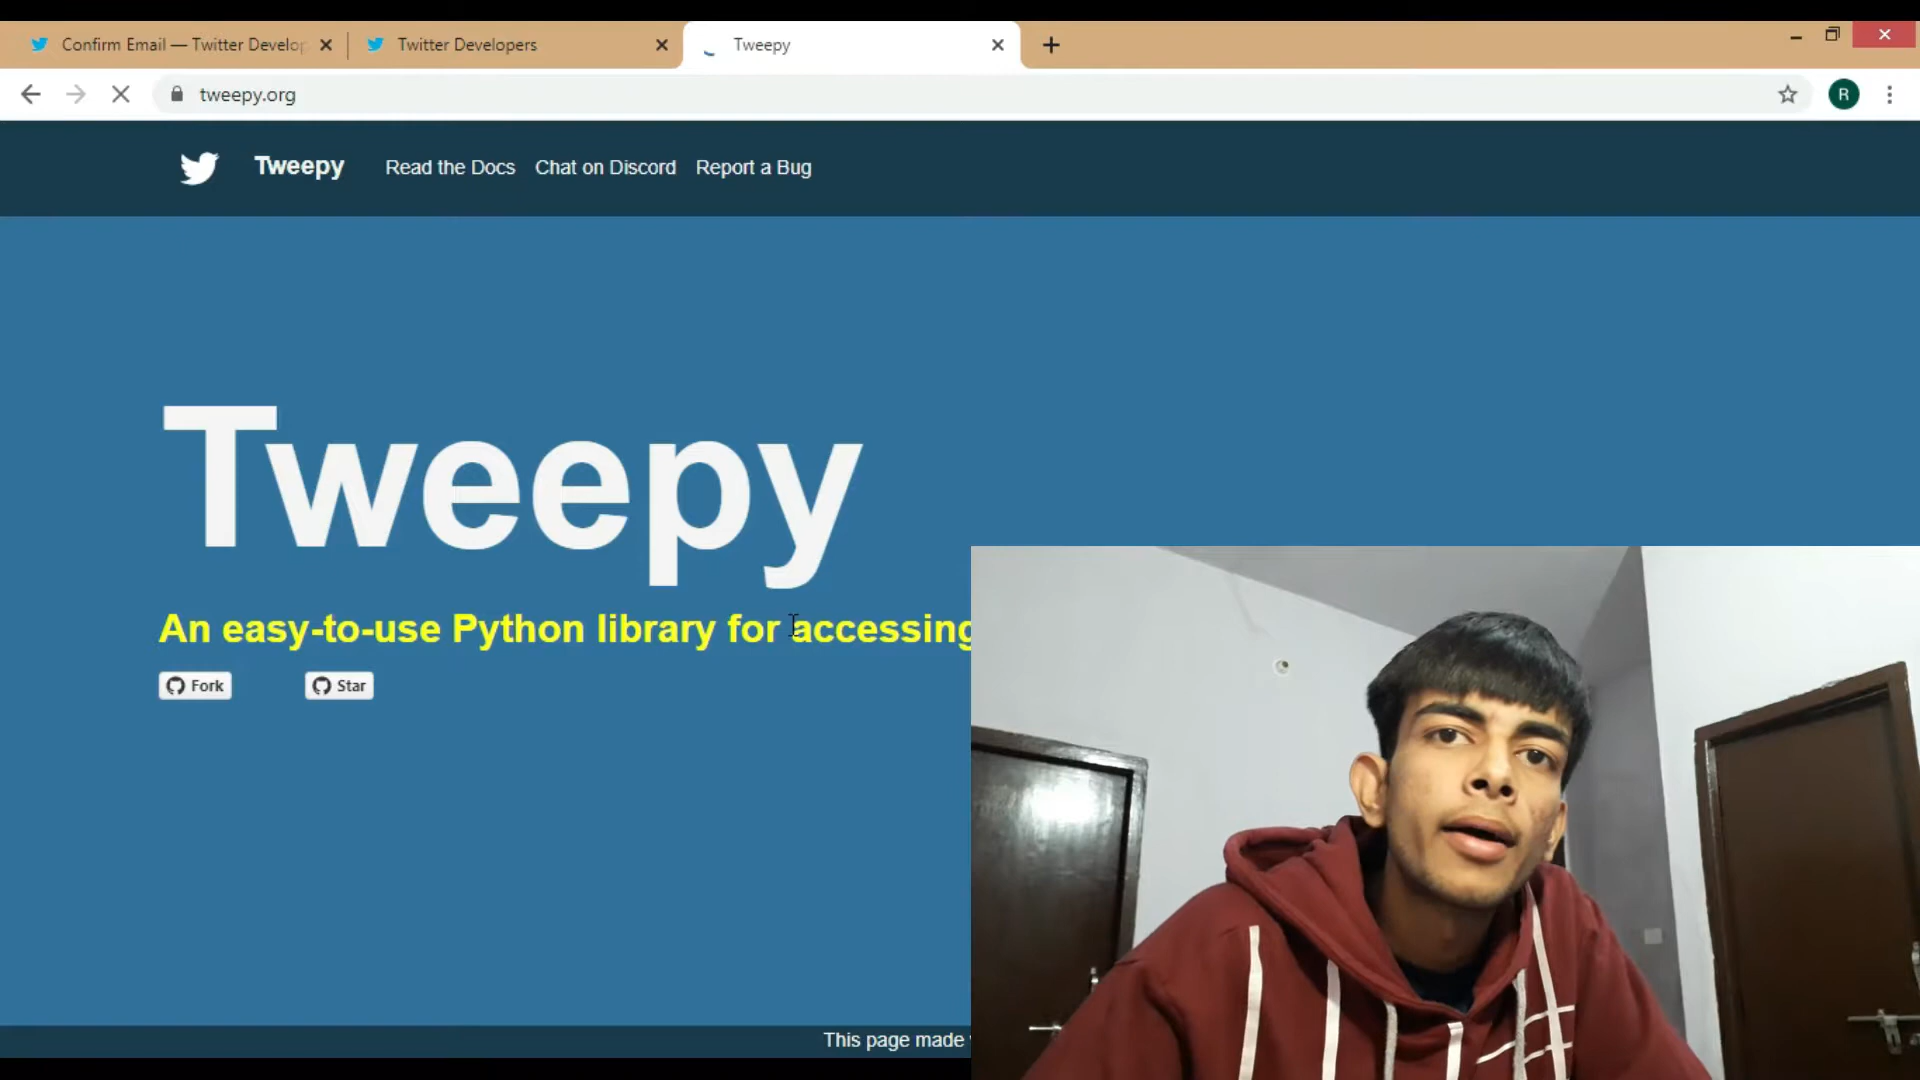 Confirm Email — Twitter Develop
Twitter Developers
Tweepy
tweepy.org
R
Tweepy
Read the Docs
Chat on Discord
Report a Bug
Tweepy
An easy-to-use Python library for accessing
Fork
Star
This page made